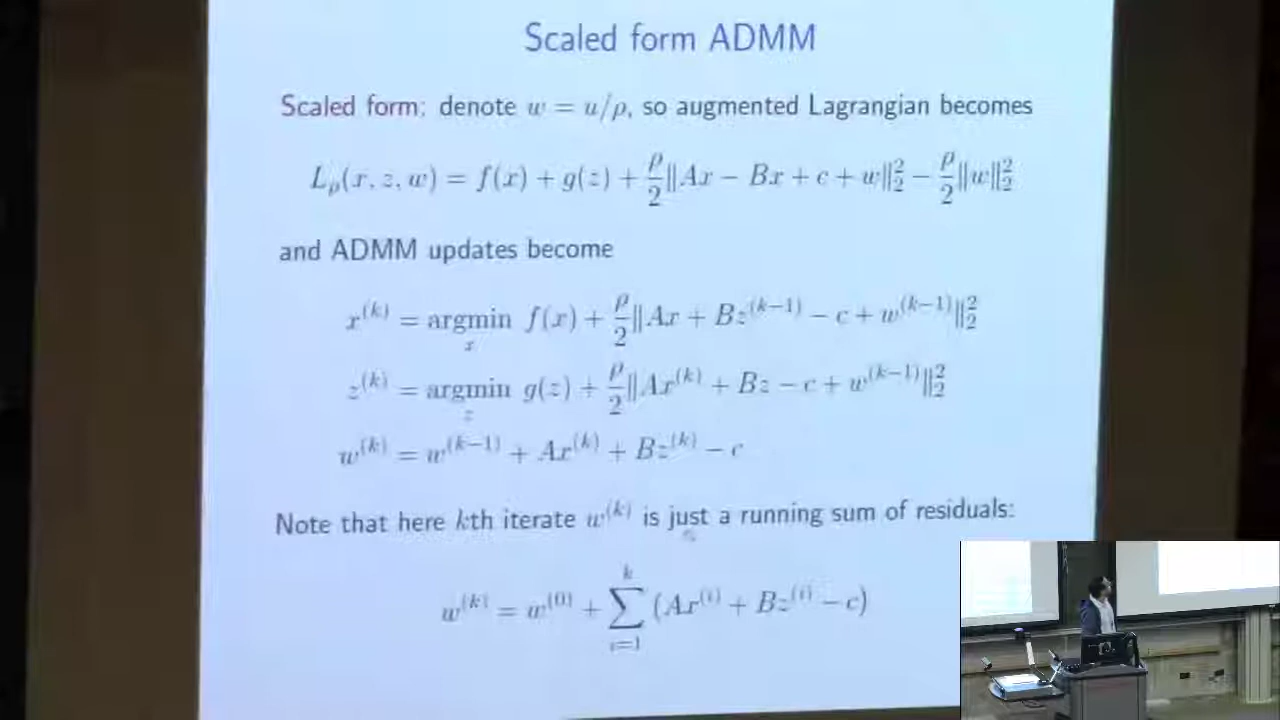 Scaled form ADMM
Scaled form: denote w = u/ρ, so augmented Lagrangian becomes
L_ρ(x, z, w) = f(x) + g(z) + ρ/2 ‖Ax − Bx + c + w‖₂² − ρ/2 ‖w‖₂²
and ADMM updates become
x^(k) = argmin_x f(x) + ρ/2 ‖Ax + Bz^(k−1) − c + w^(k−1)‖₂²
z^(k) = argmin_z g(z) + ρ/2 ‖Ax^(k) + Bz − c + w^(k−1)‖₂²
w^(k) = w^(k−1) + Ax^(k) + Bz^(k) − c
Note that here kth iterate w^(k) is just a running sum of residuals:
w^(k) = w^(0) + ∑_{i=1}^{k} (Ax^(i) + Bz^(i) − c)